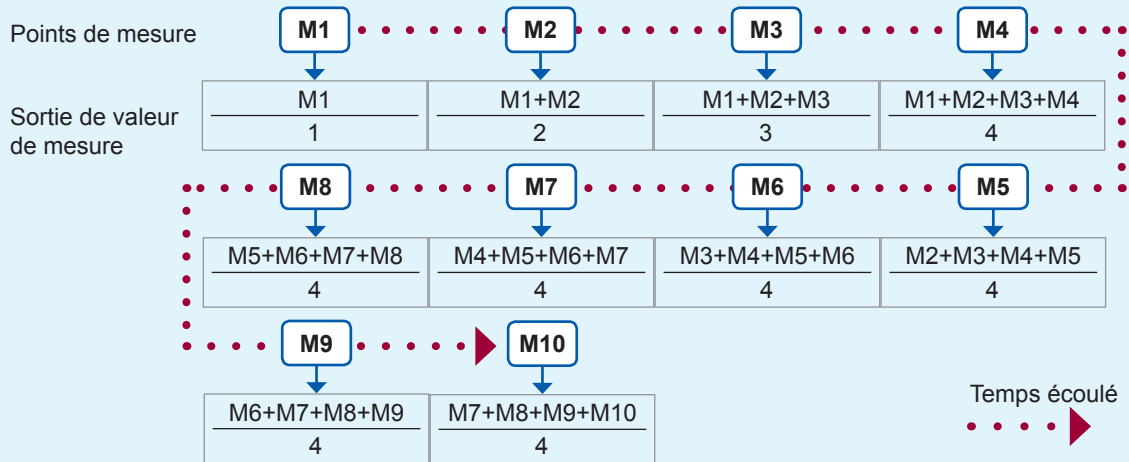 Points de mesure
M1 M2 M3 M4
Sortie de valeur
de mesure
M1 M1+M2 M1+M2+M3 M1+M2+M3+M4
1 2 3 4
M8 M7 M6 M5
M5+M6+M7+M8 M4+M5+M6+M7 M3+M4+M5+M6 M2+M3+M4+M5
4 4 4 4
M9 M10
M6+M7+M8+M9 M7+M8+M9+M10
4 4
Temps écoulé